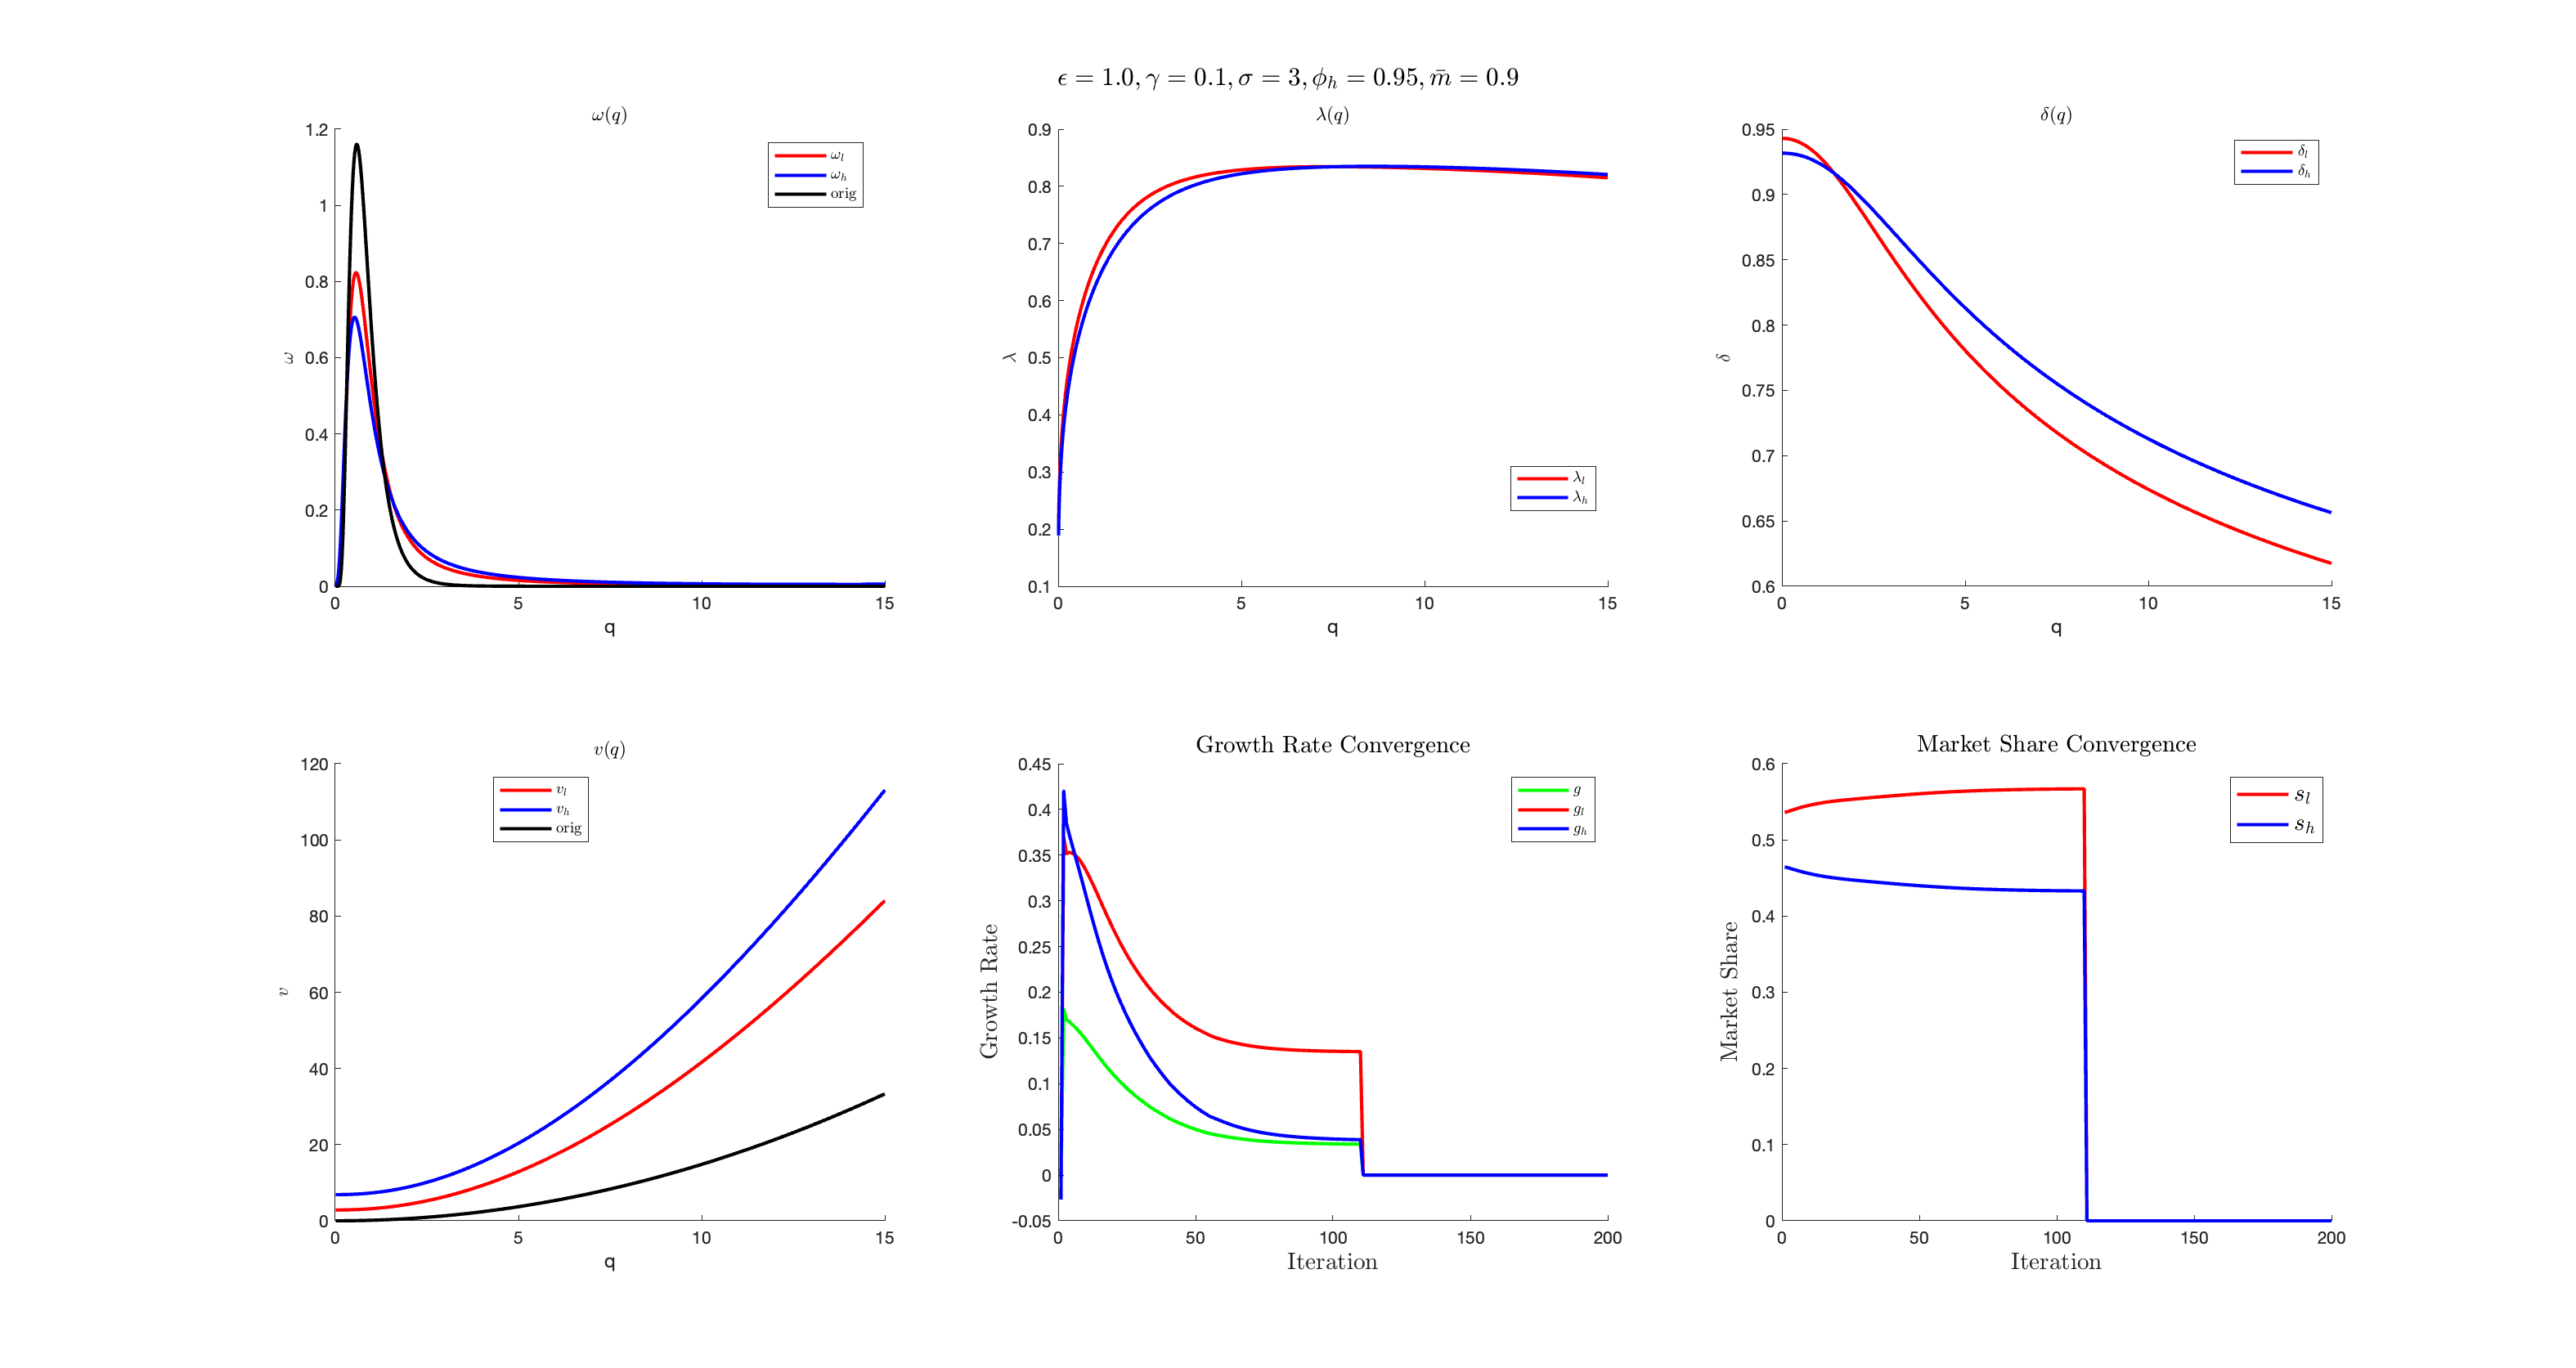 ϵ = 1.0, γ = 0.1, σ = 3, ϕ_h = 0.95, m̄ = 0.9
ω(q)
1.2
1
0.8
0.6
0.4
0.2
0
ω
0 5 10 15
q
ω_l
ω_h
orig
λ(q)
0.9
0.8
0.7
0.6
0.5
0.4
0.3
0.2
0.1
λ
0 5 10 15
q
λ_l
λ_h
δ(q)
0.95
0.9
0.85
0.8
0.75
0.7
0.65
0.6
δ
0 5 10 15
q
δ_l
δ_h
v(q)
120
100
80
60
40
20
0
v
0 5 10 15
q
v_l
v_h
orig
Growth Rate Convergence
0.45
0.4
0.35
0.3
0.25
0.2
0.15
0.1
0.05
0
-0.05
Growth Rate
0 50 100 150 200
Iteration
g
g_l
g_h
Market Share Convergence
0.6
0.5
0.4
0.3
0.2
0.1
0
Market Share
0 50 100 150 200
Iteration
s_l
s_h